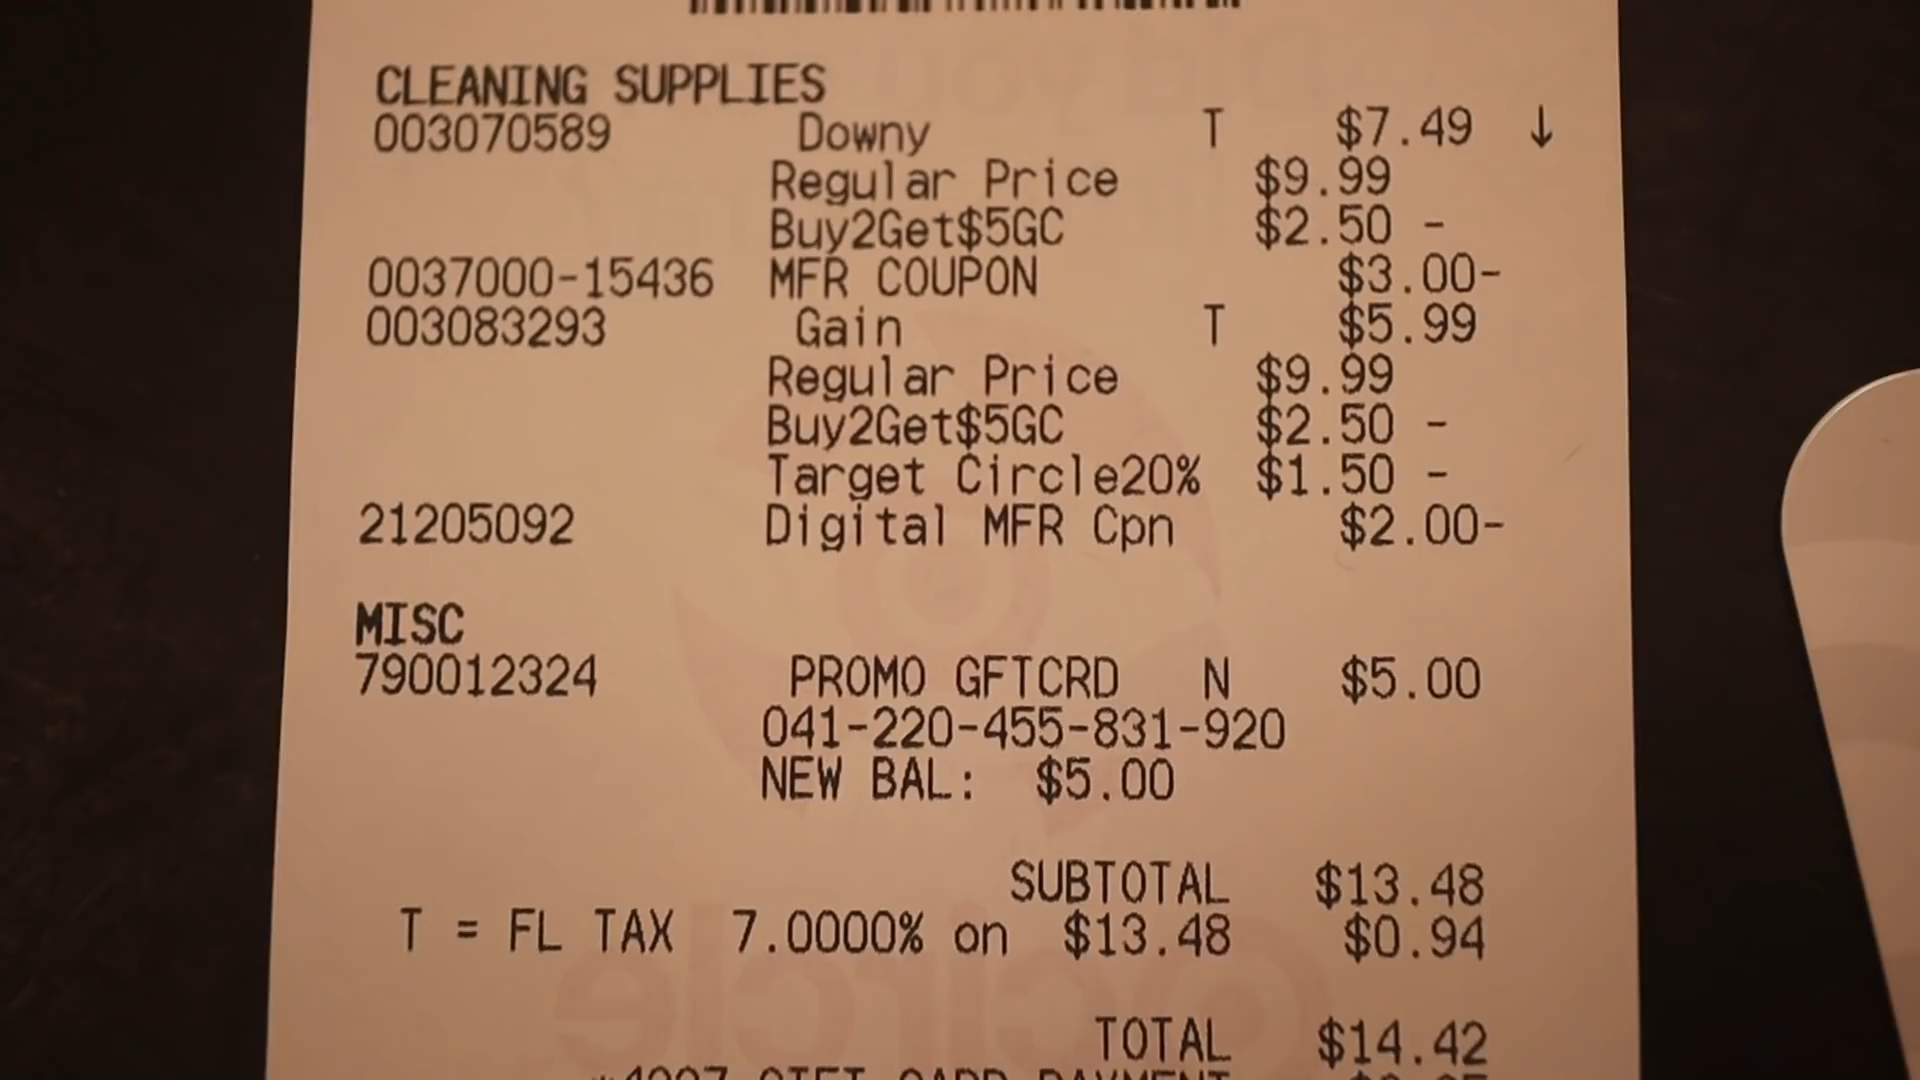 CLEANING SUPPLIES
003070589 Downy T $7.49 ↓
Regular Price $9.99
Buy2Get$5GC $2.50 -
0037000-15436 MFR COUPON $3.00-
003083293 Gain T $5.99
Regular Price $9.99
Buy2Get$5GC $2.50 -
Target Circle20% $1.50 -
21205092 Digital MFR Cpn $2.00-
MISC
790012324 PROMO GFTCRD N $5.00
041-220-455-831-920
NEW BAL: $5.00
SUBTOTAL $13.48
T = FL TAX 7.0000% on $13.48 $0.94
TOTAL $14.42
GIFT CARD PAYMENT